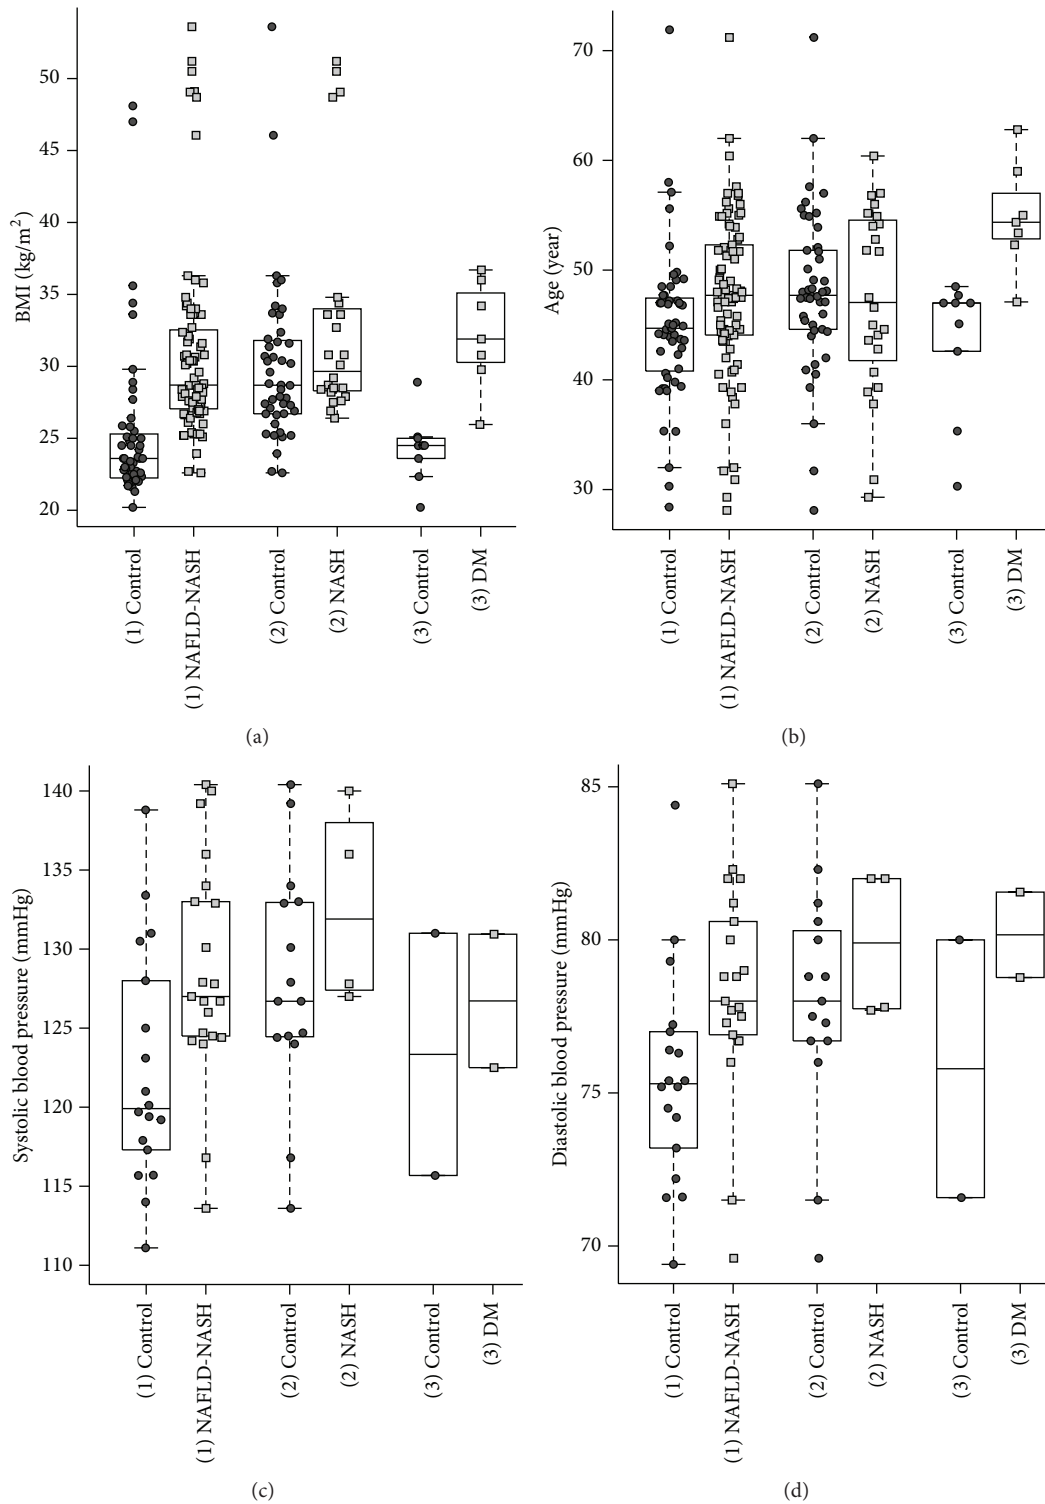 BMI (kg/m²)
50
45
40
35
30
25
20
(1) Control
(1) NAFLD-NASH
(2) Control
(2) NASH
(3) Control
(3) DM
(a)
Age (year)
70
60
50
40
30
(1) Control
(1) NAFLD-NASH
(2) Control
(2) NASH
(3) Control
(3) DM
(b)
Systolic blood pressure (mmHg)
140
135
130
125
120
115
110
(1) Control
(1) NAFLD-NASH
(2) Control
(2) NASH
(3) Control
(3) DM
(c)
Diastolic blood pressure (mmHg)
85
80
75
70
(1) Control
(1) NAFLD-NASH
(2) Control
(2) NASH
(3) Control
(3) DM
(d)